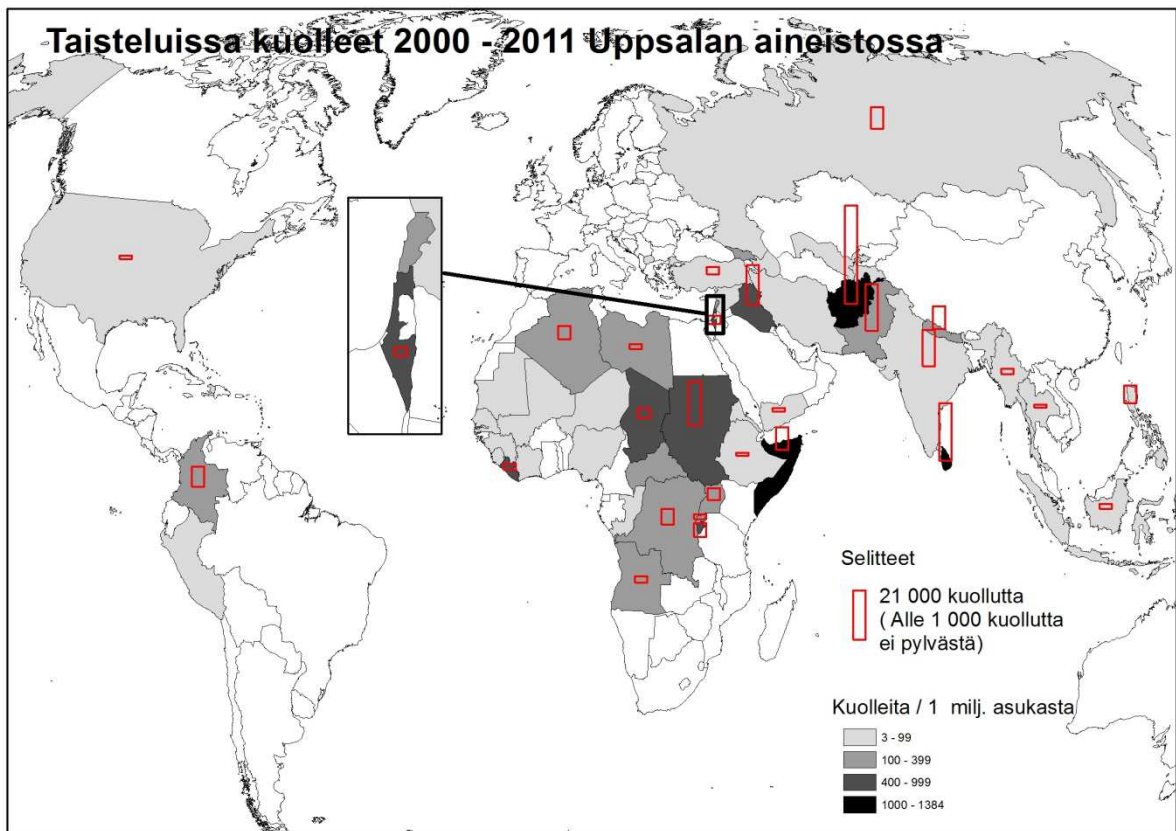 Taisteluissa kuolleet 2000 - 2011 Uppsalan aineistossa
Selitteet
21 000 kuollutta
( Alle 1 000 kuollutta
ei pylvästä)
Kuolleita / 1 milj. asukasta
3 - 99
100 - 399
400 - 999
1000 - 1384